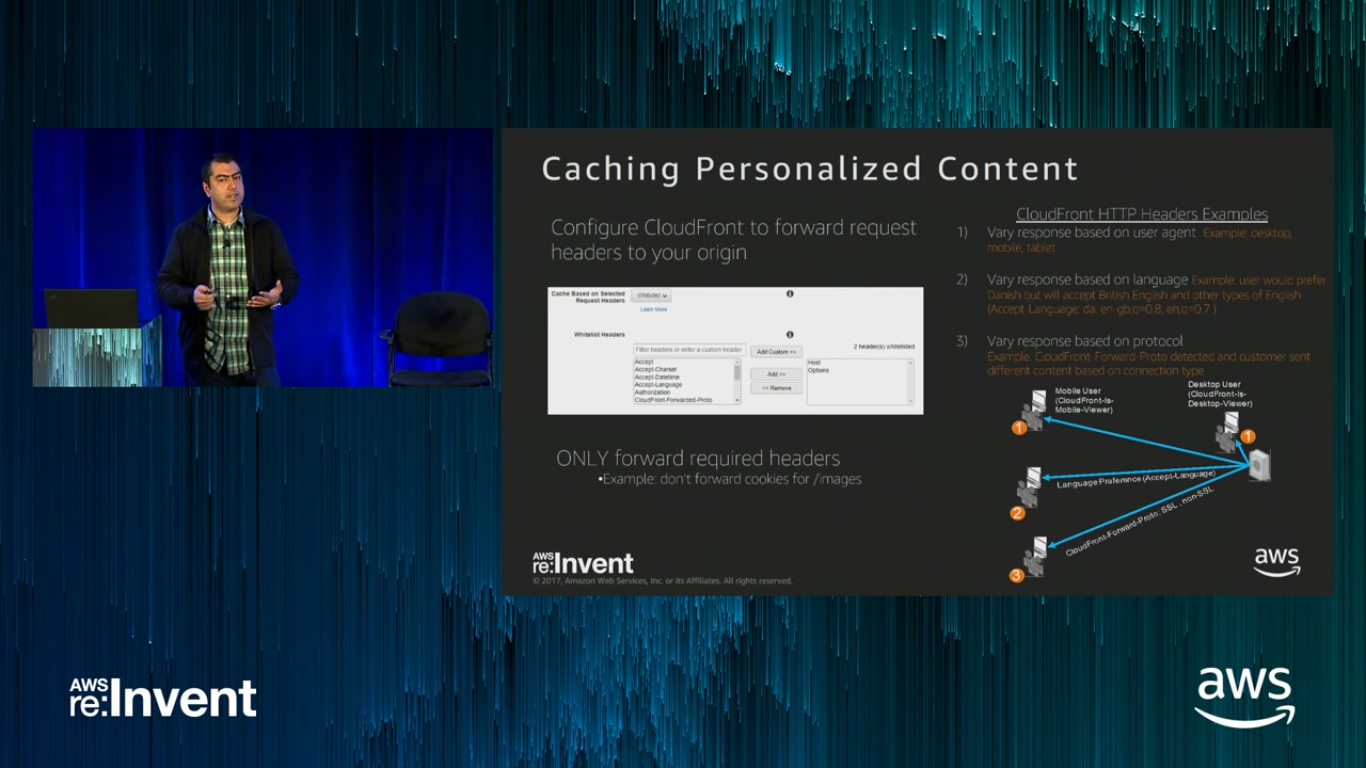 Caching Personalized Content
Configure CloudFront to forward request
headers to your origin
Cache Based on Selected
Request Headers
Whitelist
Learn More
Whitelist Headers
Filter headers or enter a custom header
Accept
Accept-Charset
Accept-Datetime
Accept-Language
Authorization
CloudFront-Forwarded-Proto
Add Custom >>
Add >>
<< Remove
2 header(s) whitelisted
Host
Options
ONLY forward required headers
•Example: don't forward cookies for /images
CloudFront HTTP Headers Examples
1) Vary response based on user agent Example: desktop,
mobile, tablet
2) Vary response based on language Example: user would prefer
Danish but will accept British English and other types of English
(Accept-Language: da, en-gb;q=0.8, en;q=0.7 )
3) Vary response based on protocol
Example: CloudFront-Forward-Proto detected and customer sent
different content based on connection type
Mobile User
(CloudFront-Is-
Mobile-Viewer)
Desktop User
(CloudFront-Is-
Desktop-Viewer)
1
1
Language Preference (Accept-Language)
2
CloudFront-Forward-Proto: SSL , non-SSL
3
AWS
re:Invent
© 2017, Amazon Web Services, Inc. or its Affiliates. All rights reserved.
aws
AWS
re:Invent
aws